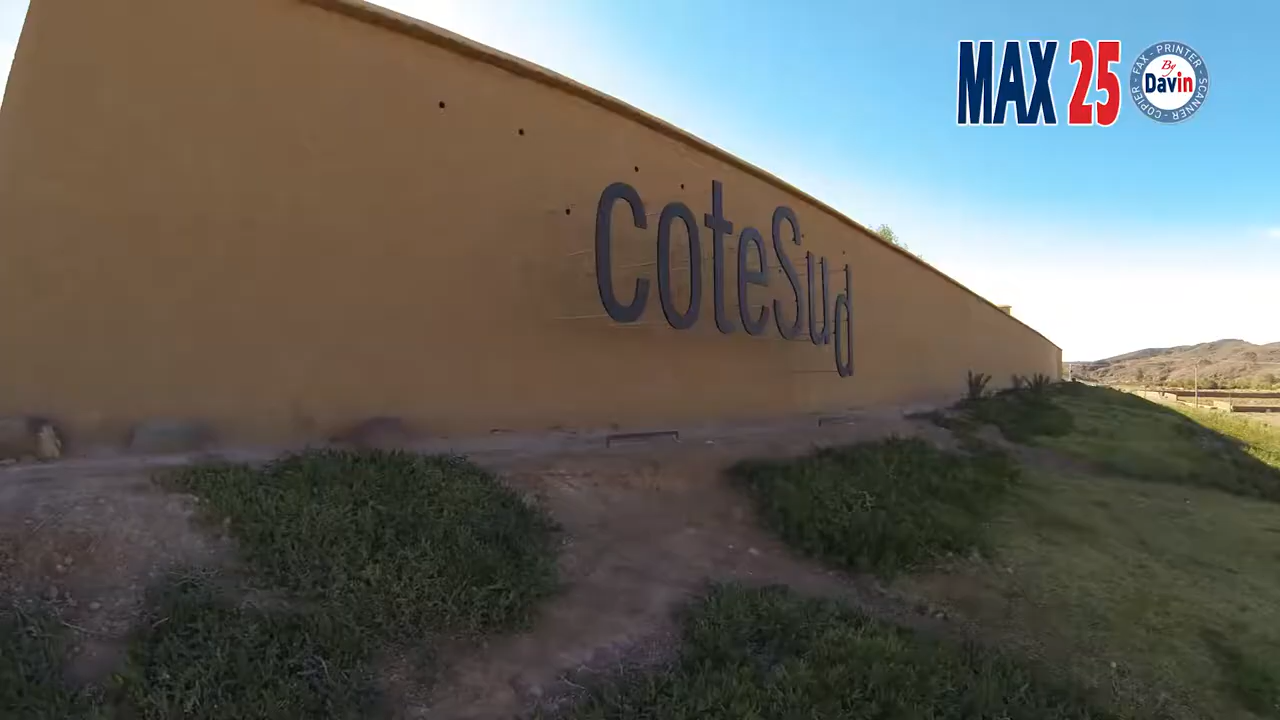 MAX 25
By
Davin
FAX - PRINTER - SCANNER - COPIER -
coteSud